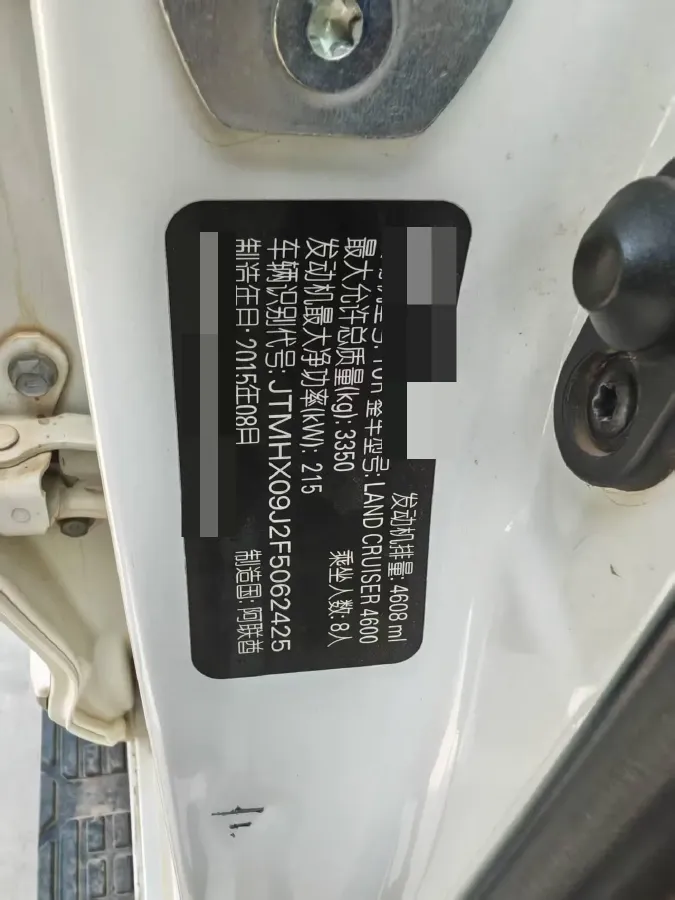 发动机排量: 4608 ml
型号: LAND CRUISER 4600
最大允许总质量(kg): 3350 乘坐人数: 8人
发动机最大净功率(kW): 215
车辆识别代号: JTMHX09J2F5062425
制造年月: 2015年08月 制造国: 阿联酋